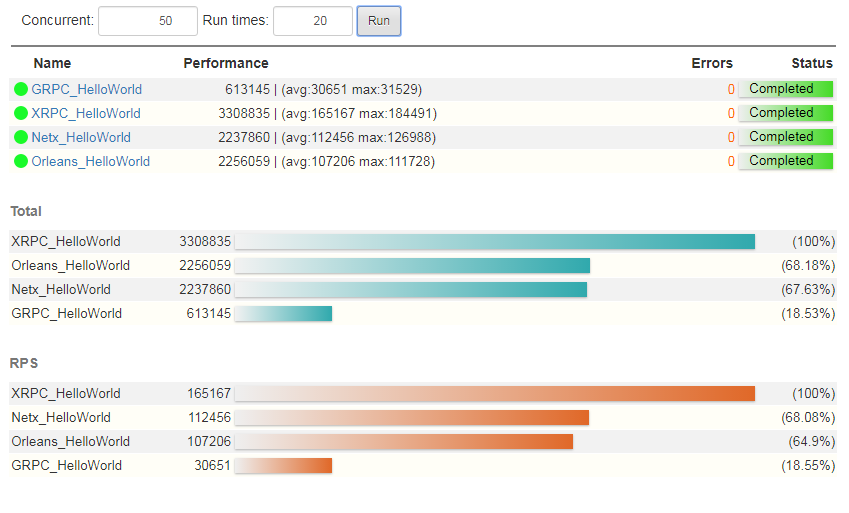 Concurrent: 50 Run times: 20 Run
Name Performance Errors Status
GRPC_HelloWorld 613145 | (avg:30651 max:31529) 0 Completed
XRPC_HelloWorld 3308835 | (avg:165167 max:184491) 0 Completed
Netx_HelloWorld 2237860 | (avg:112456 max:126988) 0 Completed
Orleans_HelloWorld 2256059 | (avg:107206 max:111728) 0 Completed
Total
XRPC_HelloWorld 3308835 (100%)
Orleans_HelloWorld 2256059 (68.18%)
Netx_HelloWorld 2237860 (67.63%)
GRPC_HelloWorld 613145 (18.53%)
RPS
XRPC_HelloWorld 165167 (100%)
Netx_HelloWorld 112456 (68.08%)
Orleans_HelloWorld 107206 (64.9%)
GRPC_HelloWorld 30651 (18.55%)